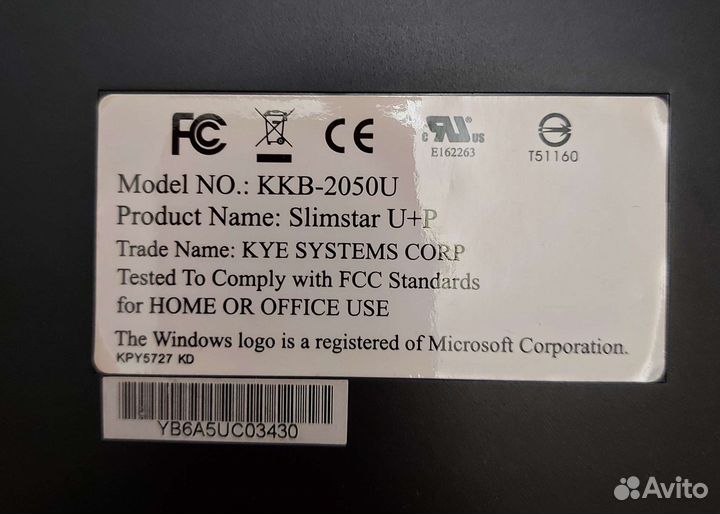 FC CE c RU US
E162263
T51160
Model NO.: KKB-2050U
Product Name: Slimstar U+P
Trade Name: KYE SYSTEMS CORP
Tested To Comply with FCC Standards
for HOME OR OFFICE USE
The Windows logo is a registered of Microsoft Corporation.
KPY5727 KD
YB6A5UC03430
Avito